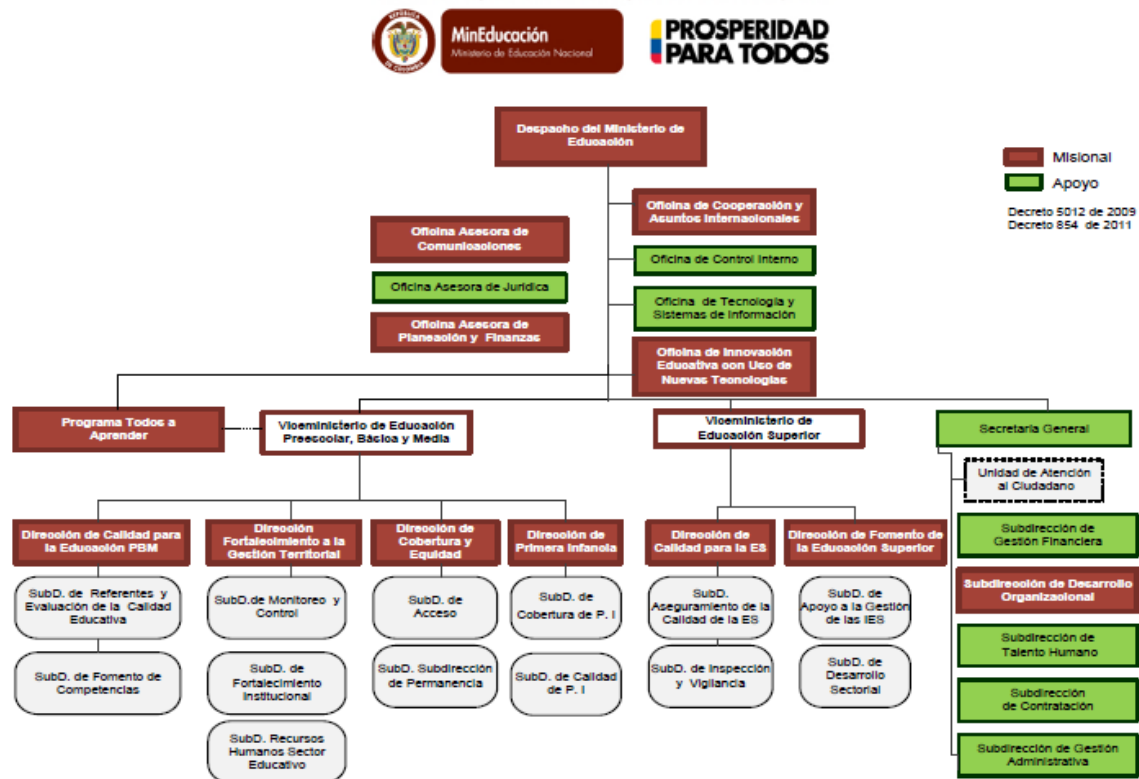 REPÚBLICA
DE COLOMBIA
MinEducación
Ministerio de Educación Nacional
PROSPERIDAD
PARA TODOS
Despacho del Ministerio de
Educación
Misional
Apoyo
Decreto 5012 de 2009
Decreto 854 de 2011
Oficina de Cooperación y
Asuntos Internacionales
Oficina Asesora de
Comunicaciones
Oficina de Control Interno
Oficina Asesora de Jurídica
Oficina de Tecnología y
Sistemas de Información
Oficina Asesora de
Planeación y Finanzas
Oficina de Innovación
Educativa con Uso de
Nuevas Tecnologías
Programa Todos a
Aprender
Viceministerio de Educación
Preescolar, Básica y Media
Viceministerio de
Educación Superior
Secretaría General
Unidad de Atención
al Ciudadano
Dirección de Calidad para
la Educación PBM
Dirección
Fortalecimiento a la
Gestión Territorial
Dirección de
Cobertura y
Equidad
Dirección de
Primera Infancia
Dirección de
Calidad para la ES
Dirección de Fomento de
la Educación Superior
Subdirección de
Gestión Financiera
SubD. de Referentes y
Evaluación de la Calidad
Educativa
SubD.de Monitoreo y
Control
SubD. de
Acceso
SubD. de
Cobertura de P. I
SubD.
Aseguramiento de la
Calidad de la ES
SubD. de
Apoyo a la Gestión
de las IES
Subdirección de Desarrollo
Organizacional
SubD. de Fomento de
Competencias
SubD. de
Fortalecimiento
Institucional
SubD. Subdirección
de Permanencia
SubD. de Calidad
de P. I
SubD. de Inspección
y Vigilancia
SubD. de
Desarrollo
Sectorial
Subdirección de
Talento Humano
Subdirección
de Contratación
SubD. Recursos
Humanos Sector
Educativo
Subdirección de Gestión
Administrativa